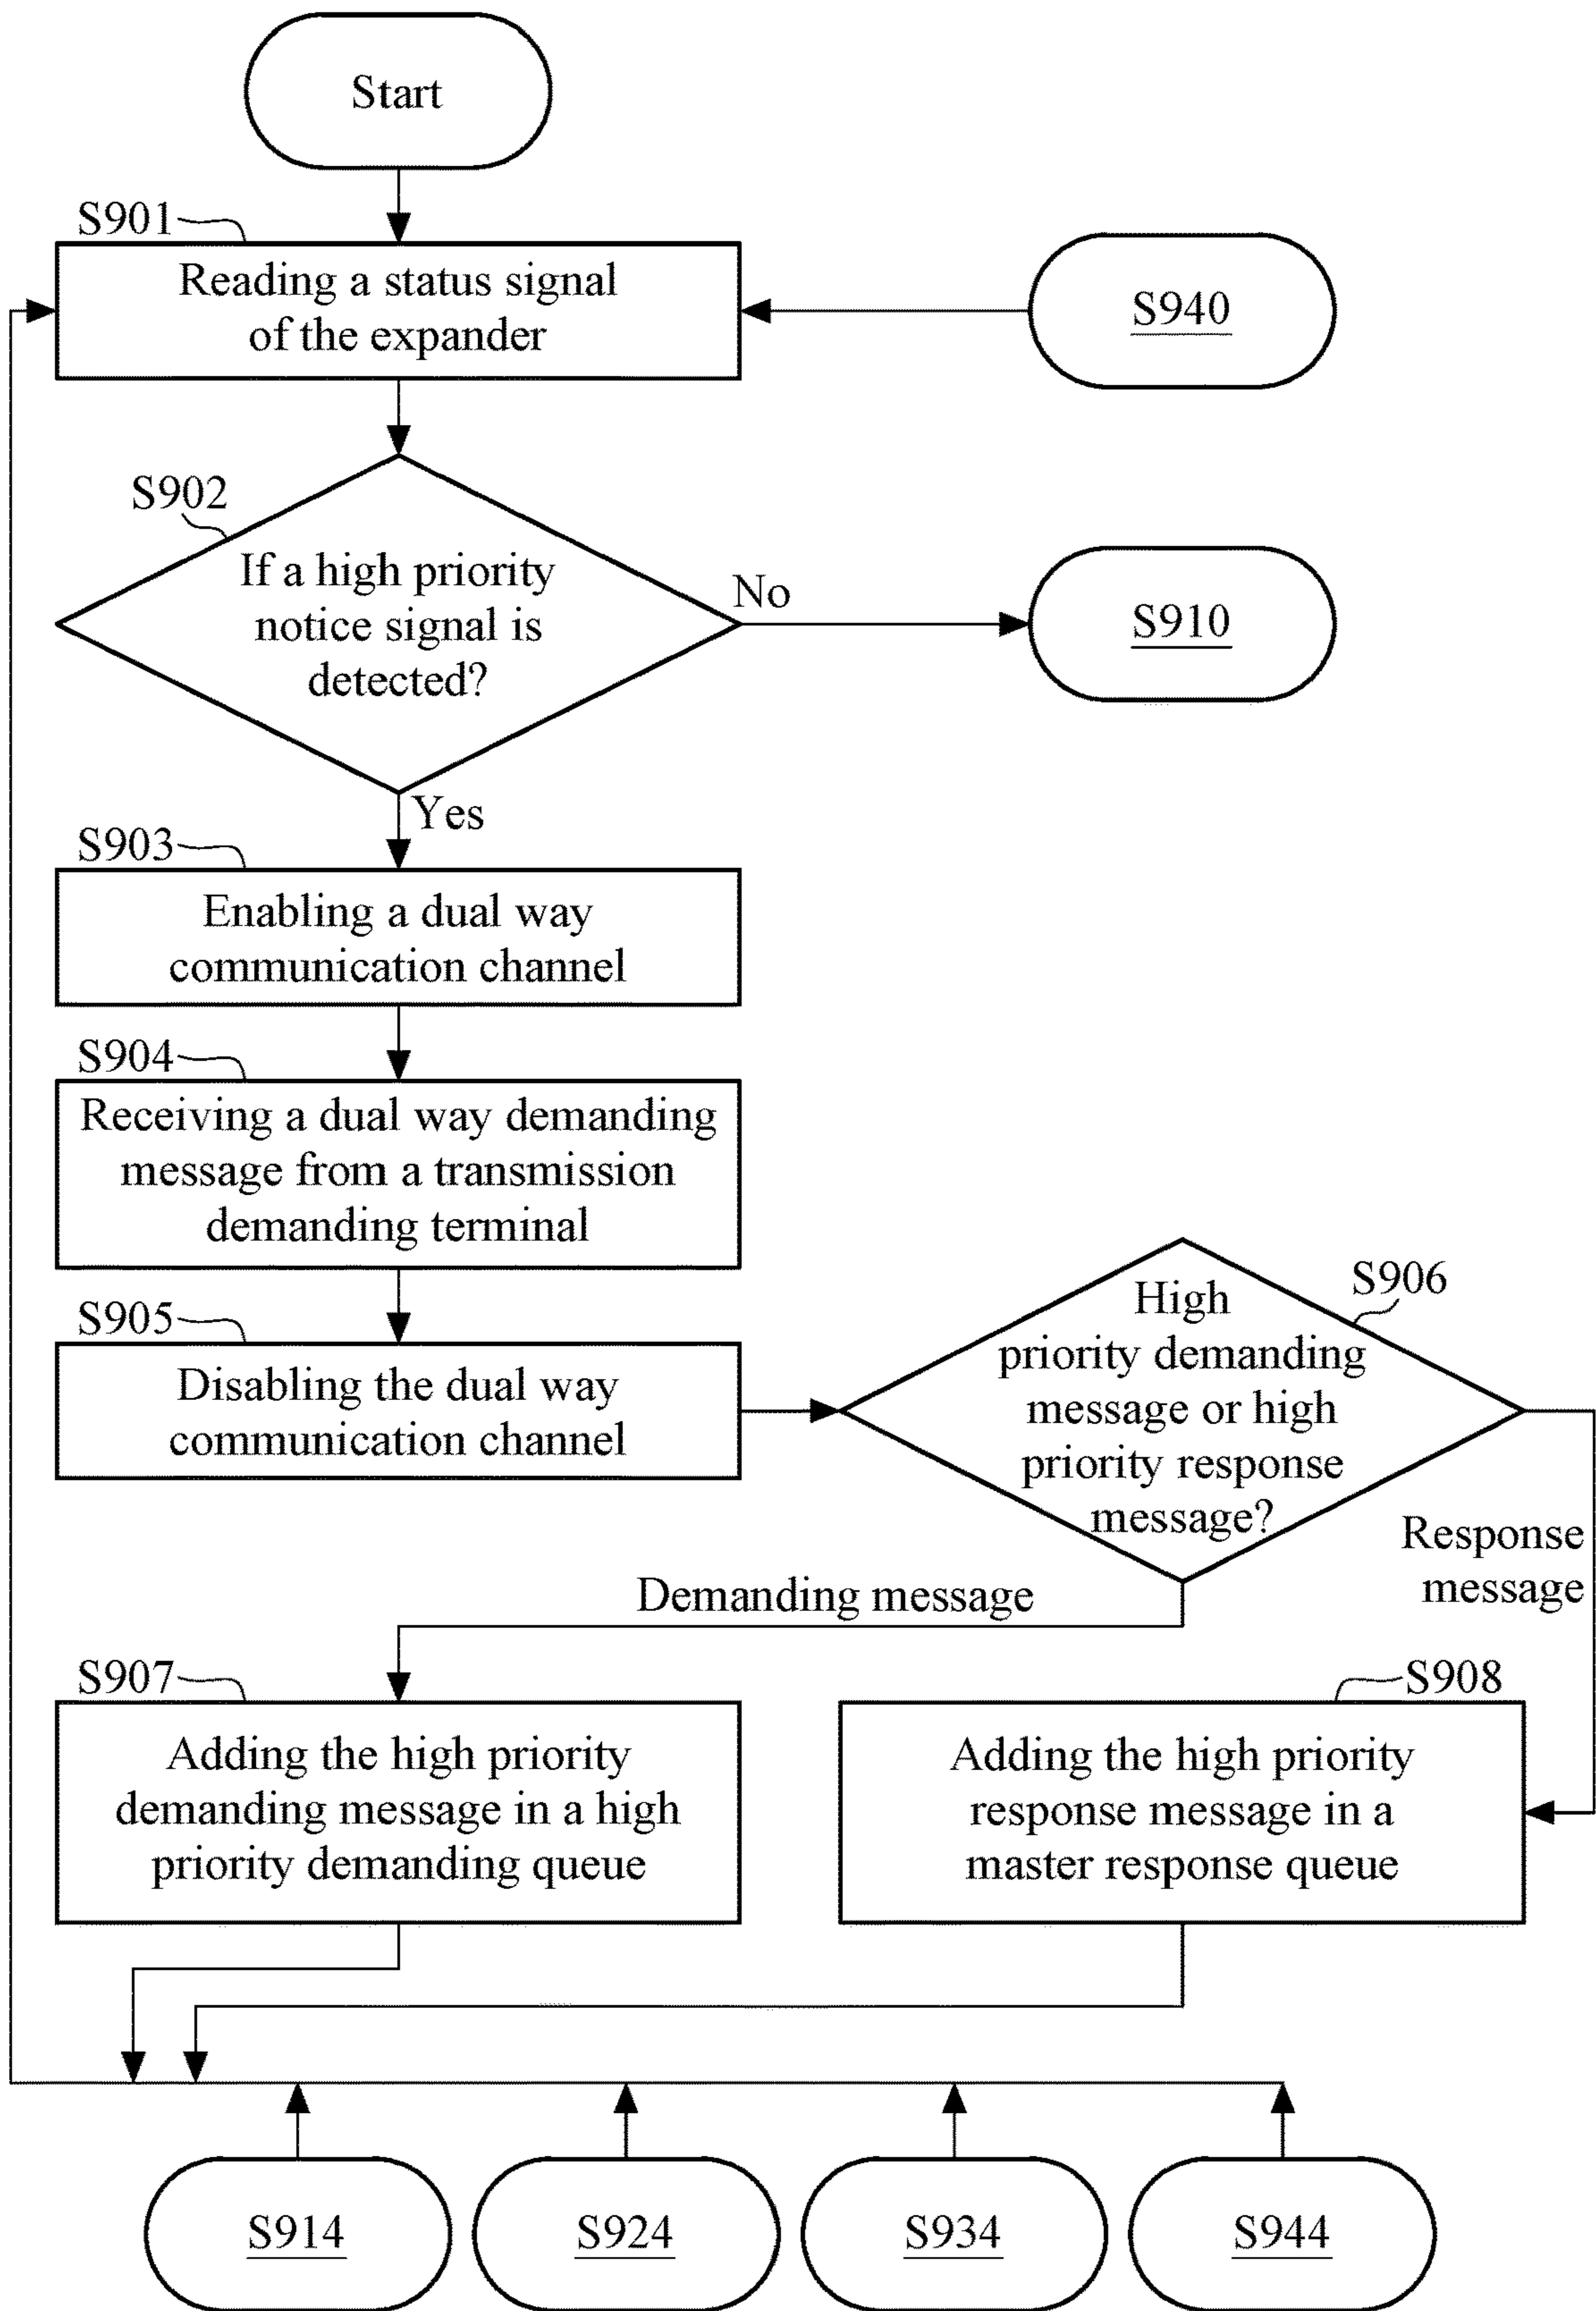 Start
S901
Reading a status signal
of the expander
S940
S902
If a high priority
notice signal is
detected?
No
S910
Yes
S903
Enabling a dual way
communication channel
S904
Receiving a dual way demanding
message from a transmission
demanding terminal
S905
Disabling the dual way
communication channel
S906
High
priority demanding
message or high
priority response
message?
Response
message
Demanding message
S907
Adding the high priority
demanding message in a high
priority demanding queue
S908
Adding the high priority
response message in a
master response queue
S914
S924
S934
S944